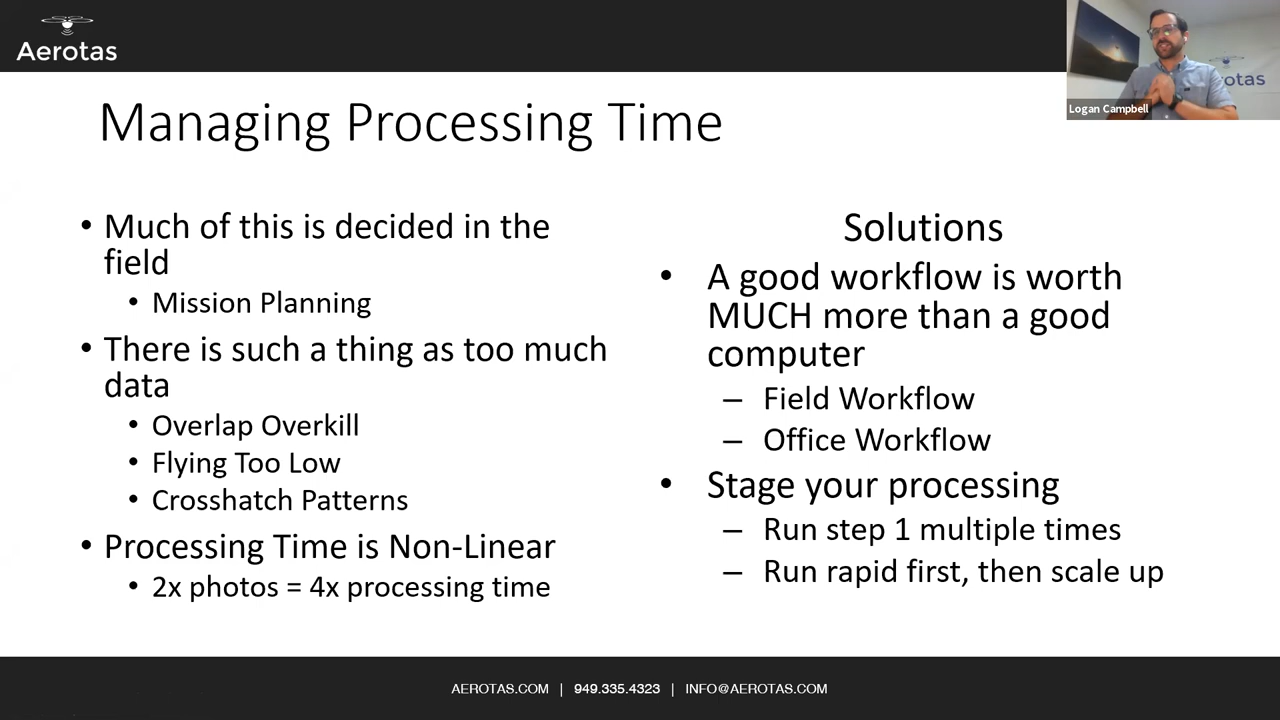 Aerotas
Logan Campbell
otas
Managing Processing Time
• Much of this is decided in the
field
• Mission Planning
• There is such a thing as too much
data
• Overlap Overkill
• Flying Too Low
• Crosshatch Patterns
• Processing Time is Non-Linear
• 2x photos = 4x processing time
Solutions
• A good workflow is worth
MUCH more than a good
computer
– Field Workflow
– Office Workflow
• Stage your processing
– Run step 1 multiple times
– Run rapid first, then scale up
AEROTAS.COM | 949.335.4323 | INFO@AEROTAS.COM